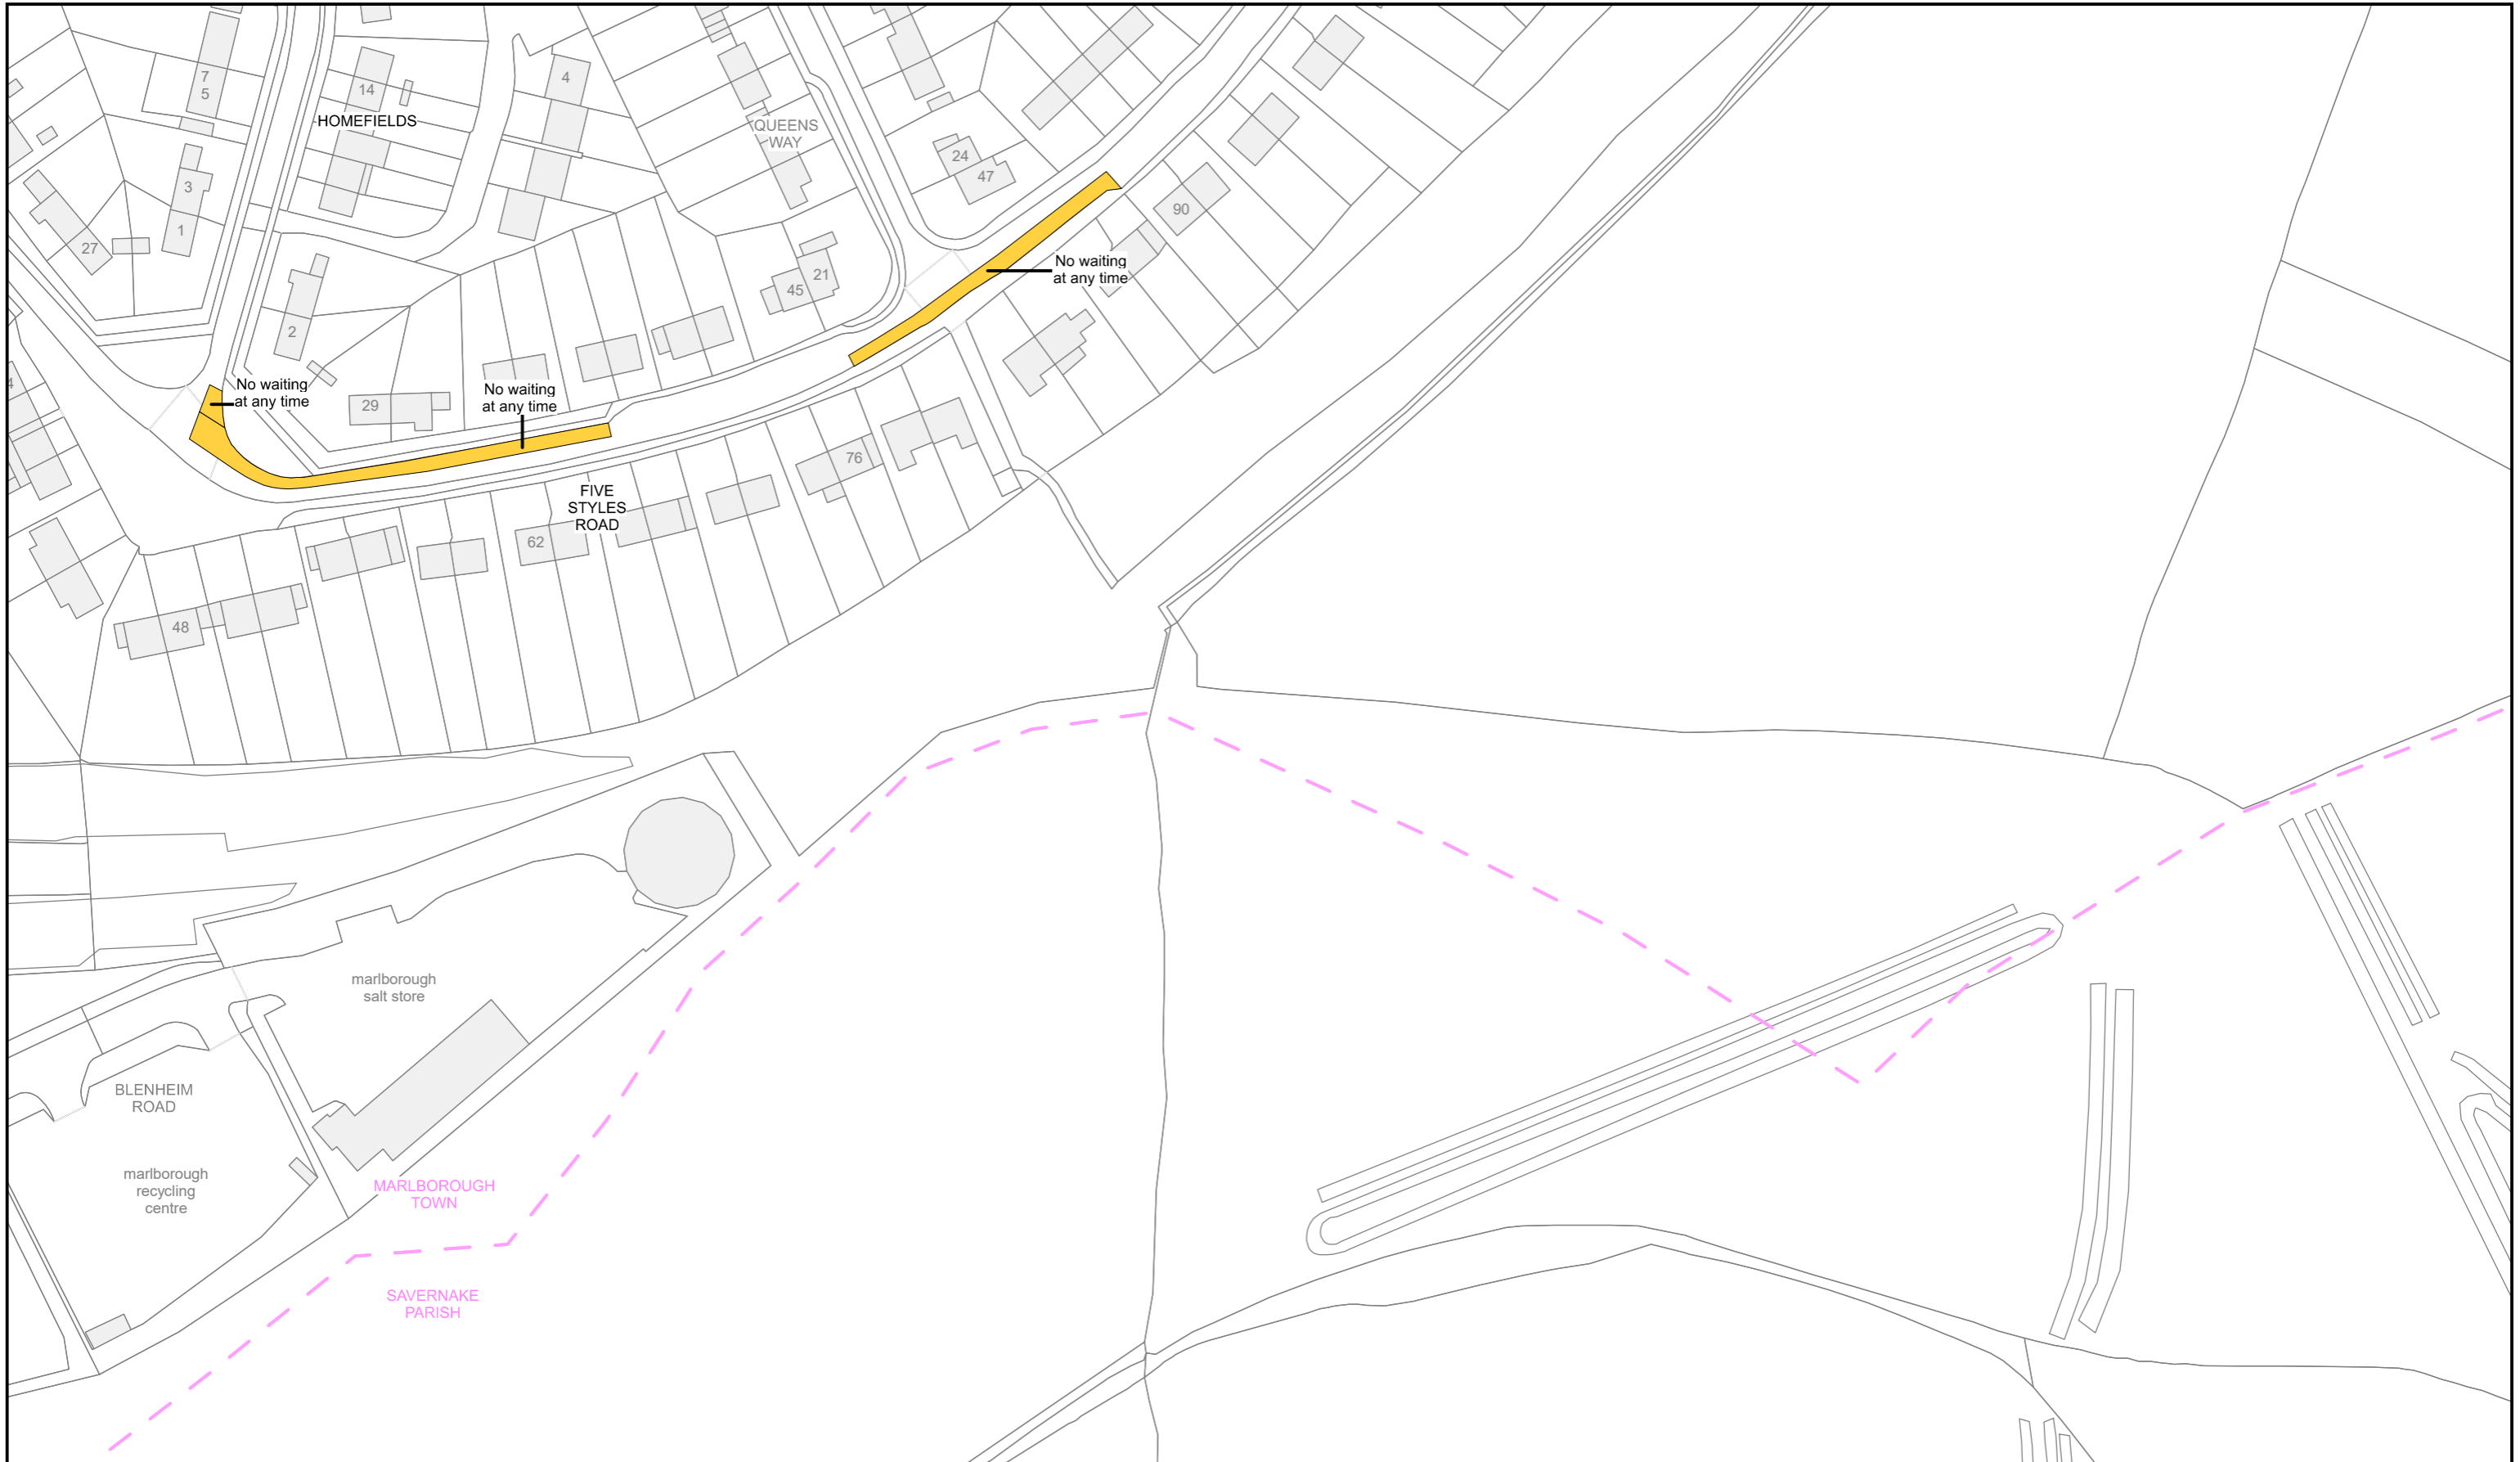 7
5
14
HOMEFIELDS
4
QUEENS
WAY
24
47
3
1
27
90
21
45
No waiting
at any time
2
No waiting
at any time
No waiting
at any time
4
29
76
FIVE
STYLES
ROAD
62
48
marlborough
salt store
BLENHEIM
ROAD
marlborough
recycling
centre
MARLBOROUGH
TOWN
SAVERNAKE
PARISH